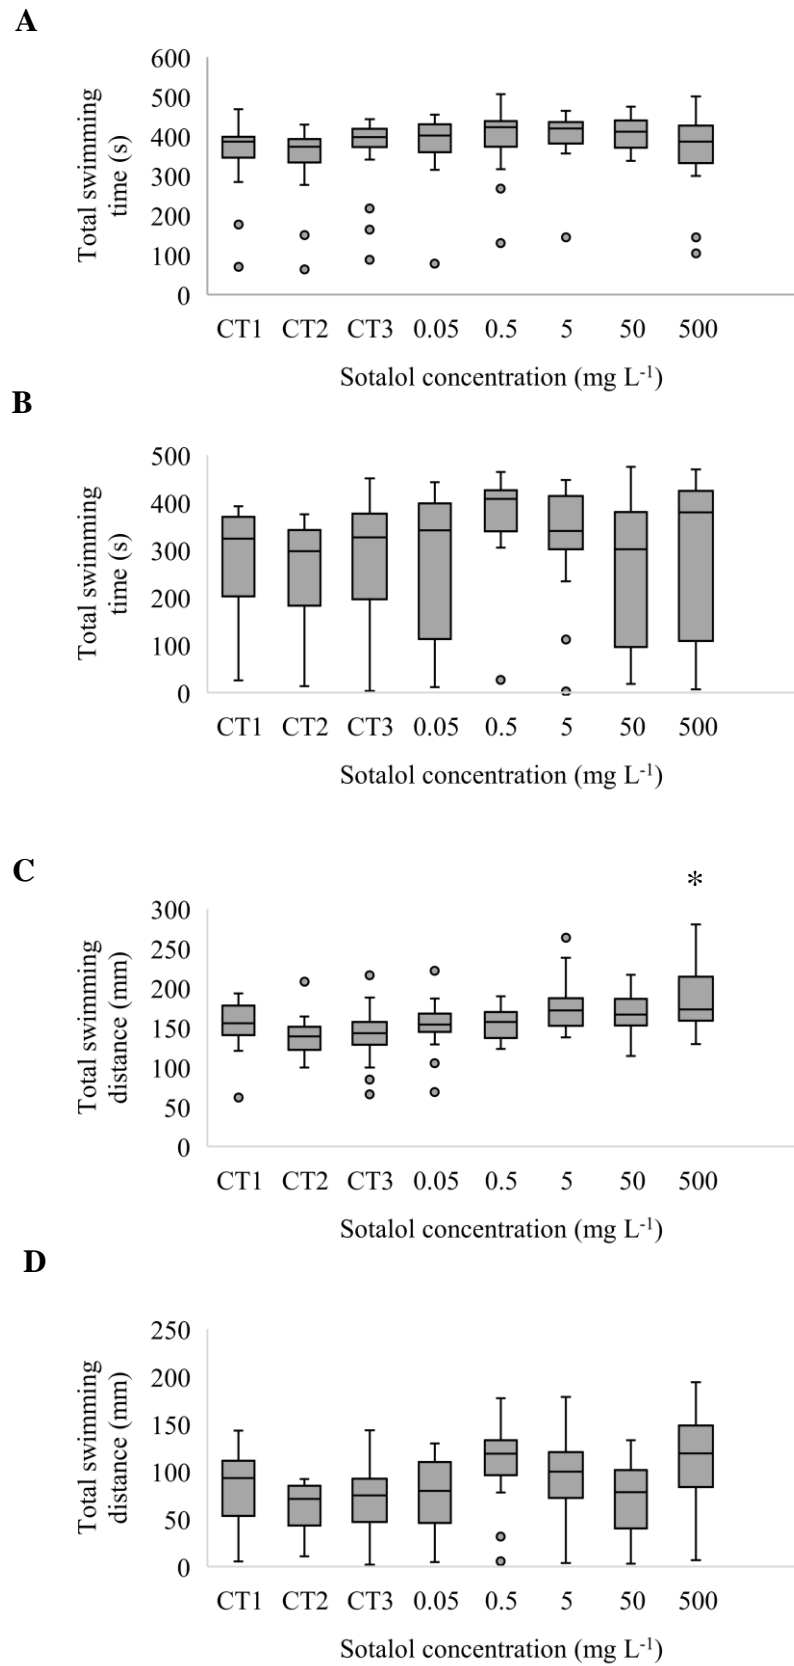 A
Total swimming
time (s)
600
500
400
300
200
100
0
CT1 CT2 CT3 0.05 0.5 5 50 500
Sotalol concentration (mg L⁻¹)
B
Total swimming
time (s)
500
400
300
200
100
0
CT1 CT2 CT3 0.05 0.5 5 50 500
Sotalol concentration (mg L⁻¹)
C
*
Total swimming
distance (mm)
300
250
200
150
100
50
0
CT1 CT2 CT3 0.05 0.5 5 50 500
Sotalol concentration (mg L⁻¹)
D
Total swimming
distance (mm)
250
200
150
100
50
0
CT1 CT2 CT3 0.05 0.5 5 50 500
Sotalol concentration (mg L⁻¹)